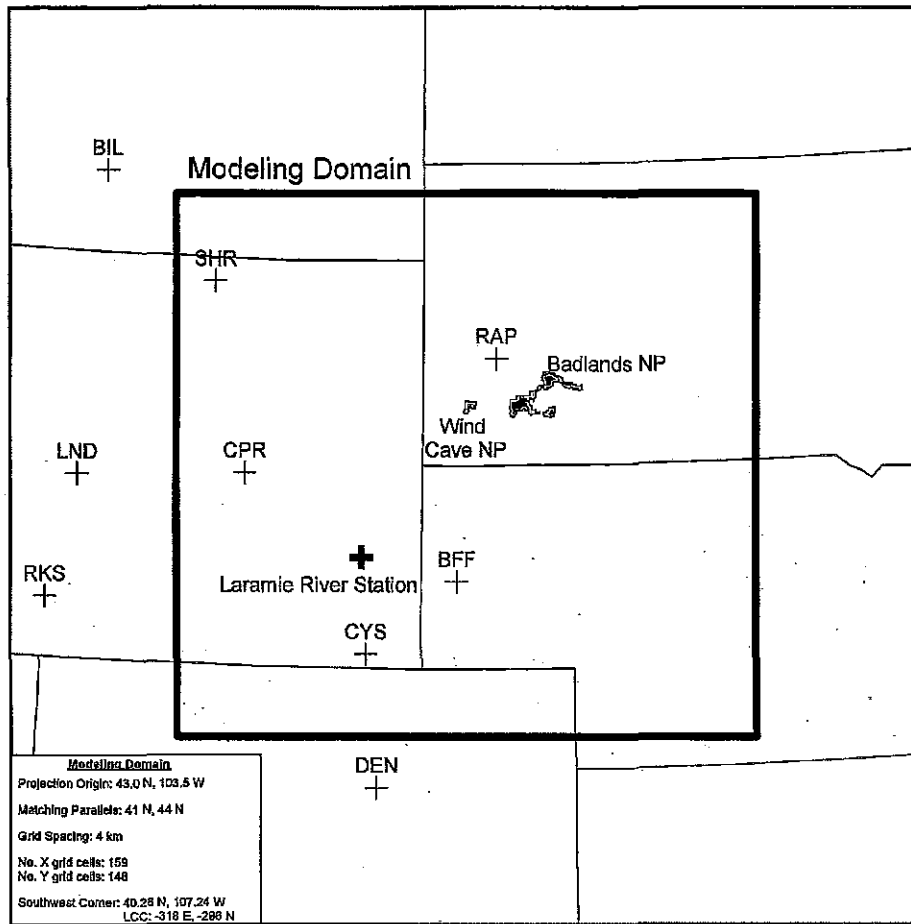 BIL
Modeling Domain
SHR
RAP
Badlands NP
Wind
Cave NP
LND
CPR
RKS
BFF
Laramie River Station
CYS
DEN
Modeling Domain
Projection Origin: 43.0 N, 103.5 W
Matching Parallels: 41 N, 44 N
Grid Spacing: 4 km
No. X grid cells: 159
No. Y grid cells: 148
Southwest Corner: 40.26 N, 107.24 W
LCC: -318 E, -296 N